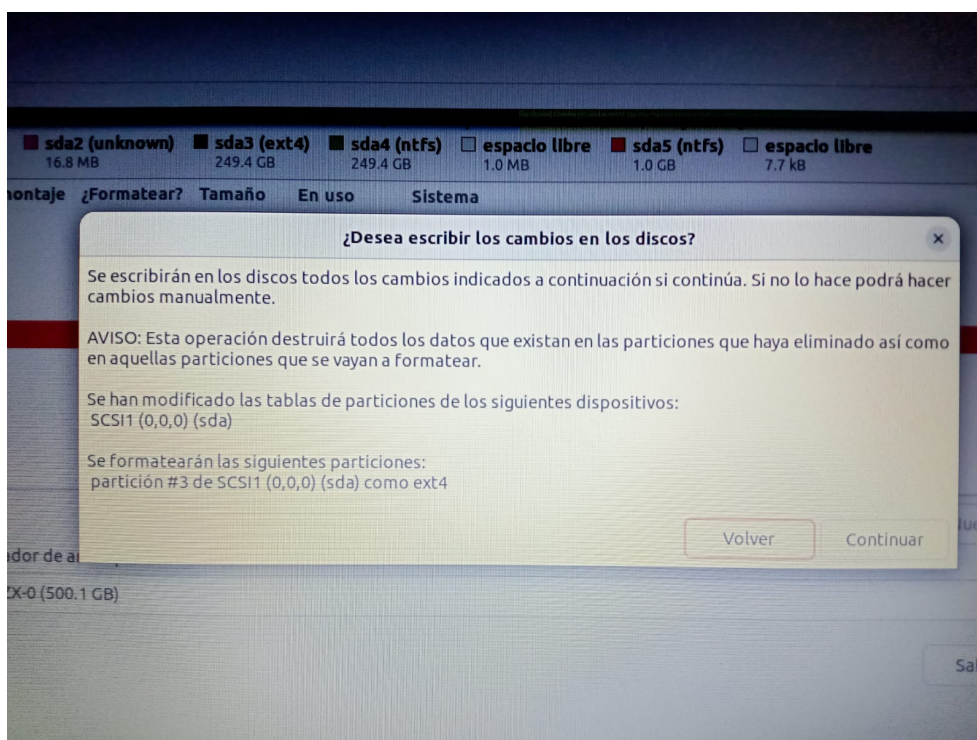 sda2 (unknown) sda3 (ext4) sda4 (ntfs) espacio libre sda5 (ntfs) espacio libre
16.8 MB 249.4 GB 249.4 GB 1.0 MB 1.0 GB 7.7 kB
¿Formatear? Tamaño En uso Sistema
¿Desea escribir los cambios en los discos?
Se escribirán en los discos todos los cambios indicados a continuación si continúa. Si no lo hace podrá hacer
cambios manualmente.
AVISO: Esta operación destruirá todos los datos que existan en las particiones que haya eliminado así como
en aquellas particiones que se vayan a formatear.
Se han modificado las tablas de particiones de los siguientes dispositivos:
SCSI1 (0,0,0) (sda)
Se formatearán las siguientes particiones:
partición #3 de SCSI1 (0,0,0) (sda) como ext4
Volver Continuar
ador de
X-0 (500.1 GB)